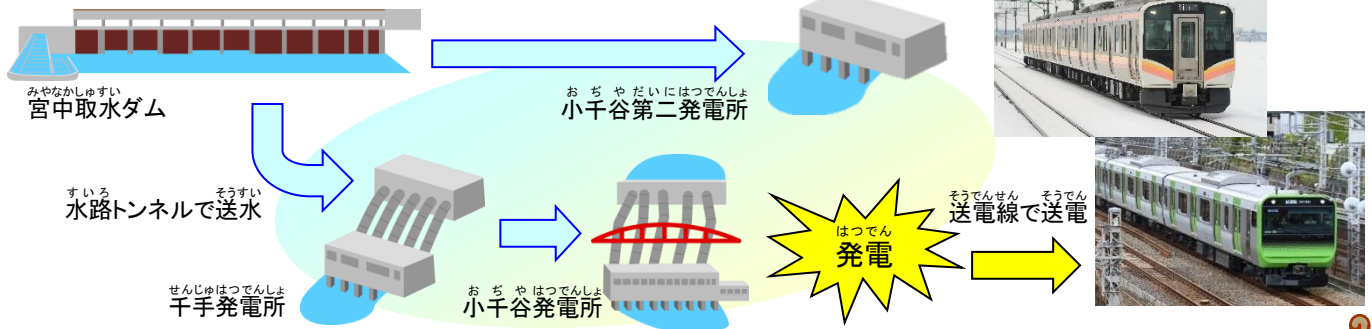 みやなかしゅすい
宮中取水ダム
おぢやだいにはつでんしょ
小千谷第二発電所
すいろ そうすい
水路トンネルで送水
せんじゅはつでんしょ
千手発電所
おぢやはつでんしょ
小千谷発電所
はつでん
発電
そうでんせん そうでん
送電線で送電